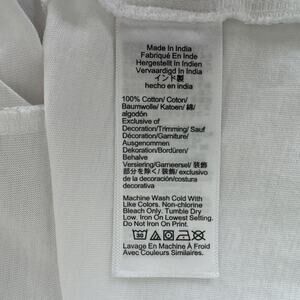 Made In India
Fabriqué En Inde
Hergestellt In Indien
Vervaardigd In India
インド製
hecho en india
100% Cotton/ Coton/
Baumwolle/ Katoen/ 綿/
algodón
Exclusive of
Decoration/Trimming/ Sauf
Décoration/Garniture/
Ausgenommen
Dekoration/Bordüren/
Behalve
Versiering/Garneersel/ 装飾
部分を除く/ 装飾/ exclusivo
de la decoración/costura
decorativa
Machine Wash Cold With
Like Colors. Non-chlorine
Bleach Only. Tumble Dry
Low. Iron on Lowest Setting.
Do Not Iron On Print.
30
Lavage En Machine À Froid
Avec Couleurs Similaires.